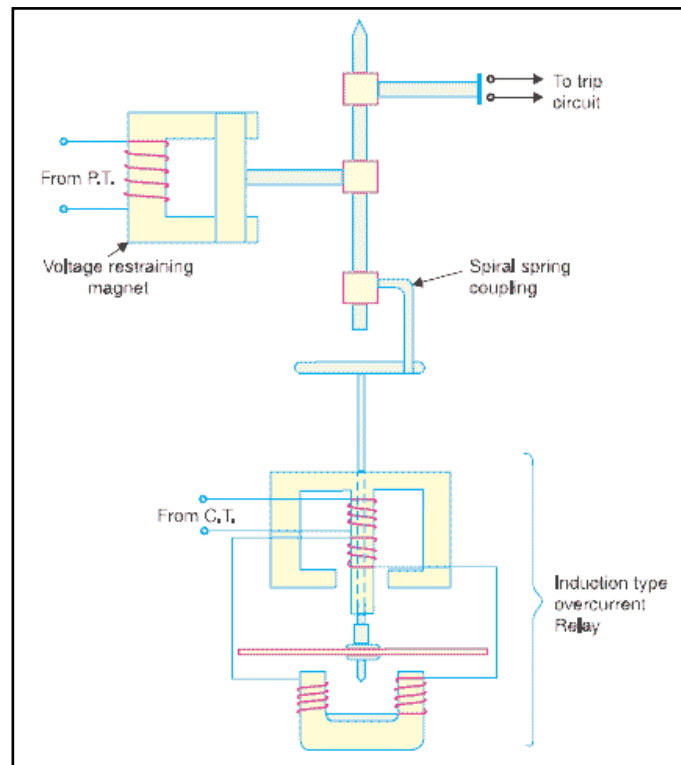 To trip
circuit
From P.T.
Voltage restraining
magnet
Spiral spring
coupling
From C.T.
Induction type
overcurrent
Relay